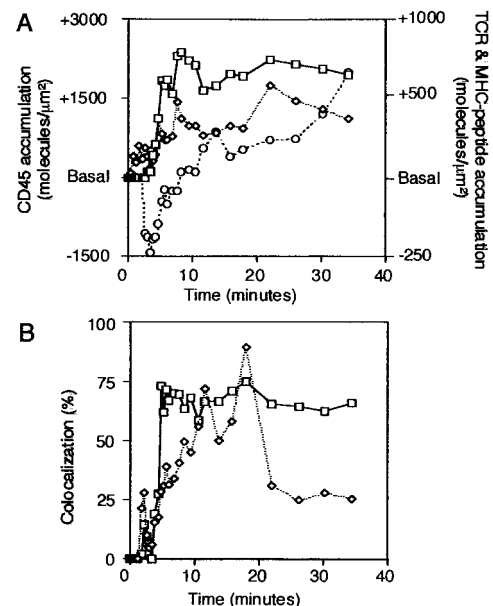 A
+3000
+1500
Basal
-1500
CD45 accumulation
(molecules/μm²)
+1000
+500
Basal
-250
TCR & MHC-peptide accumulation
(molecules/μm²)
0
10
20
30
40
Time (minutes)
B
100
75
50
25
0
Colocalization (%)
0
10
20
30
40
Time (minutes)